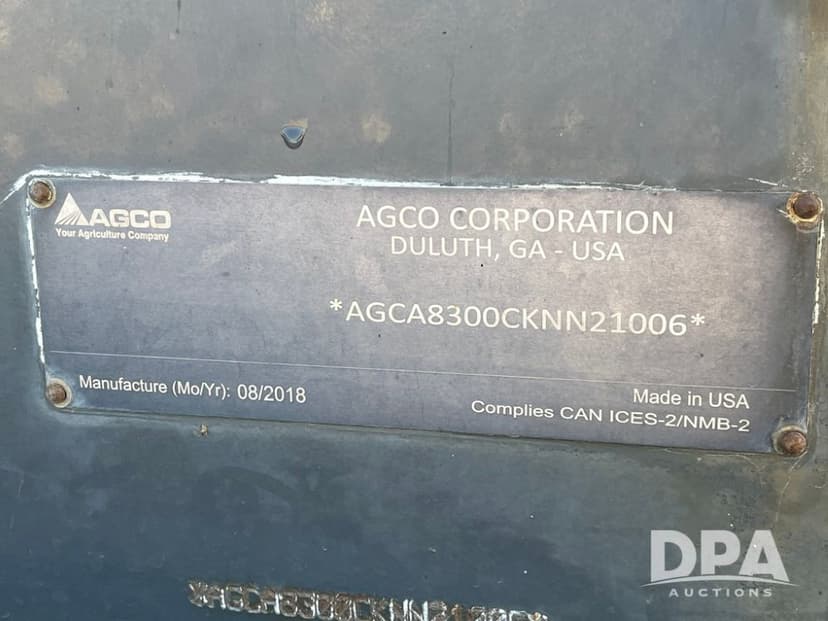 AGCO
Your Agriculture Company
AGCO CORPORATION
DULUTH, GA - USA
*AGCA8300CKNN21006*
Manufacture (Mo/Yr): 08/2018
Made in USA
Complies CAN ICES-2/NMB-2
DPA
AUCTIONS